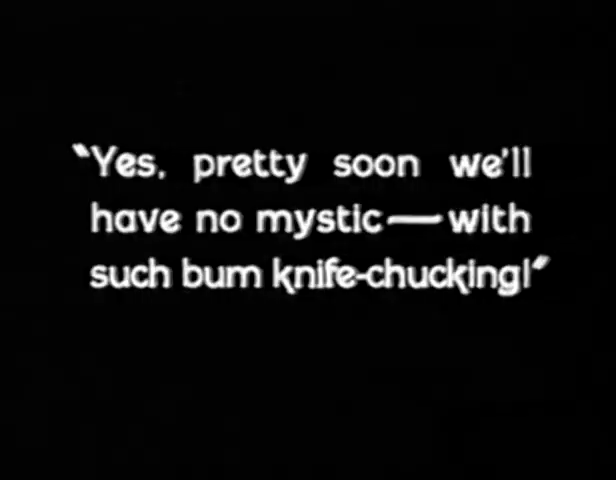 "Yes, pretty soon we'll
have no mystic—with
such bum knife-chucking!"